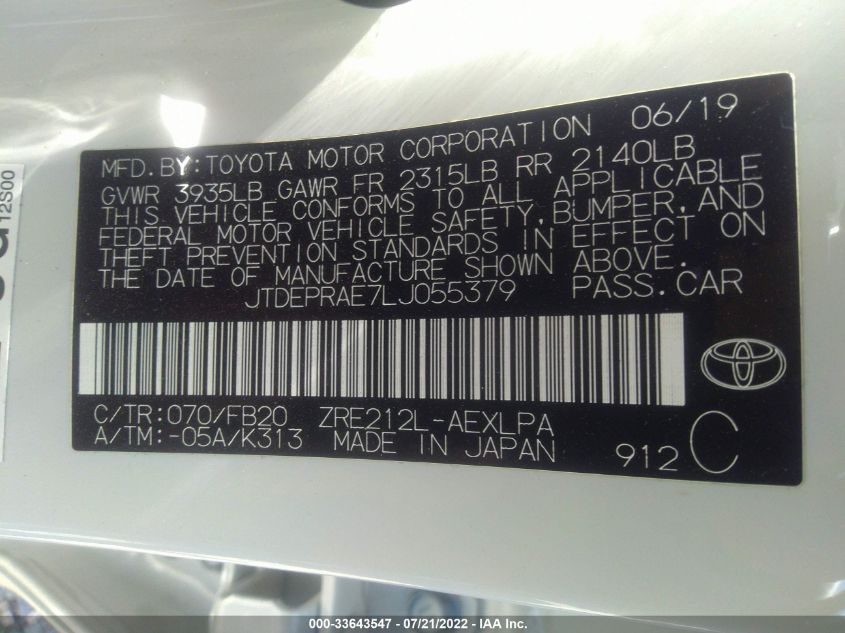 MFD.BY:TOYOTA MOTOR CORPORATION 06/19
GVWR 3935LB GAWR FR 2315LB RR 2140LB
THIS VEHICLE CONFORMS TO ALL APPLICABLE
FEDERAL MOTOR VEHICLE SAFETY, BUMPER, AND
THEFT PREVENTION STANDARDS IN EFFECT ON
THE DATE OF MANUFACTURE SHOWN ABOVE.
JTDEPRAE7LJ055379 PASS.CAR
C/TR:070/FB20 ZRE212L-AEXLPA
A/TM:-05A/K313 MADE IN JAPAN
912 C
12S00
000-33643547 - 07/21/2022 - IAA Inc.